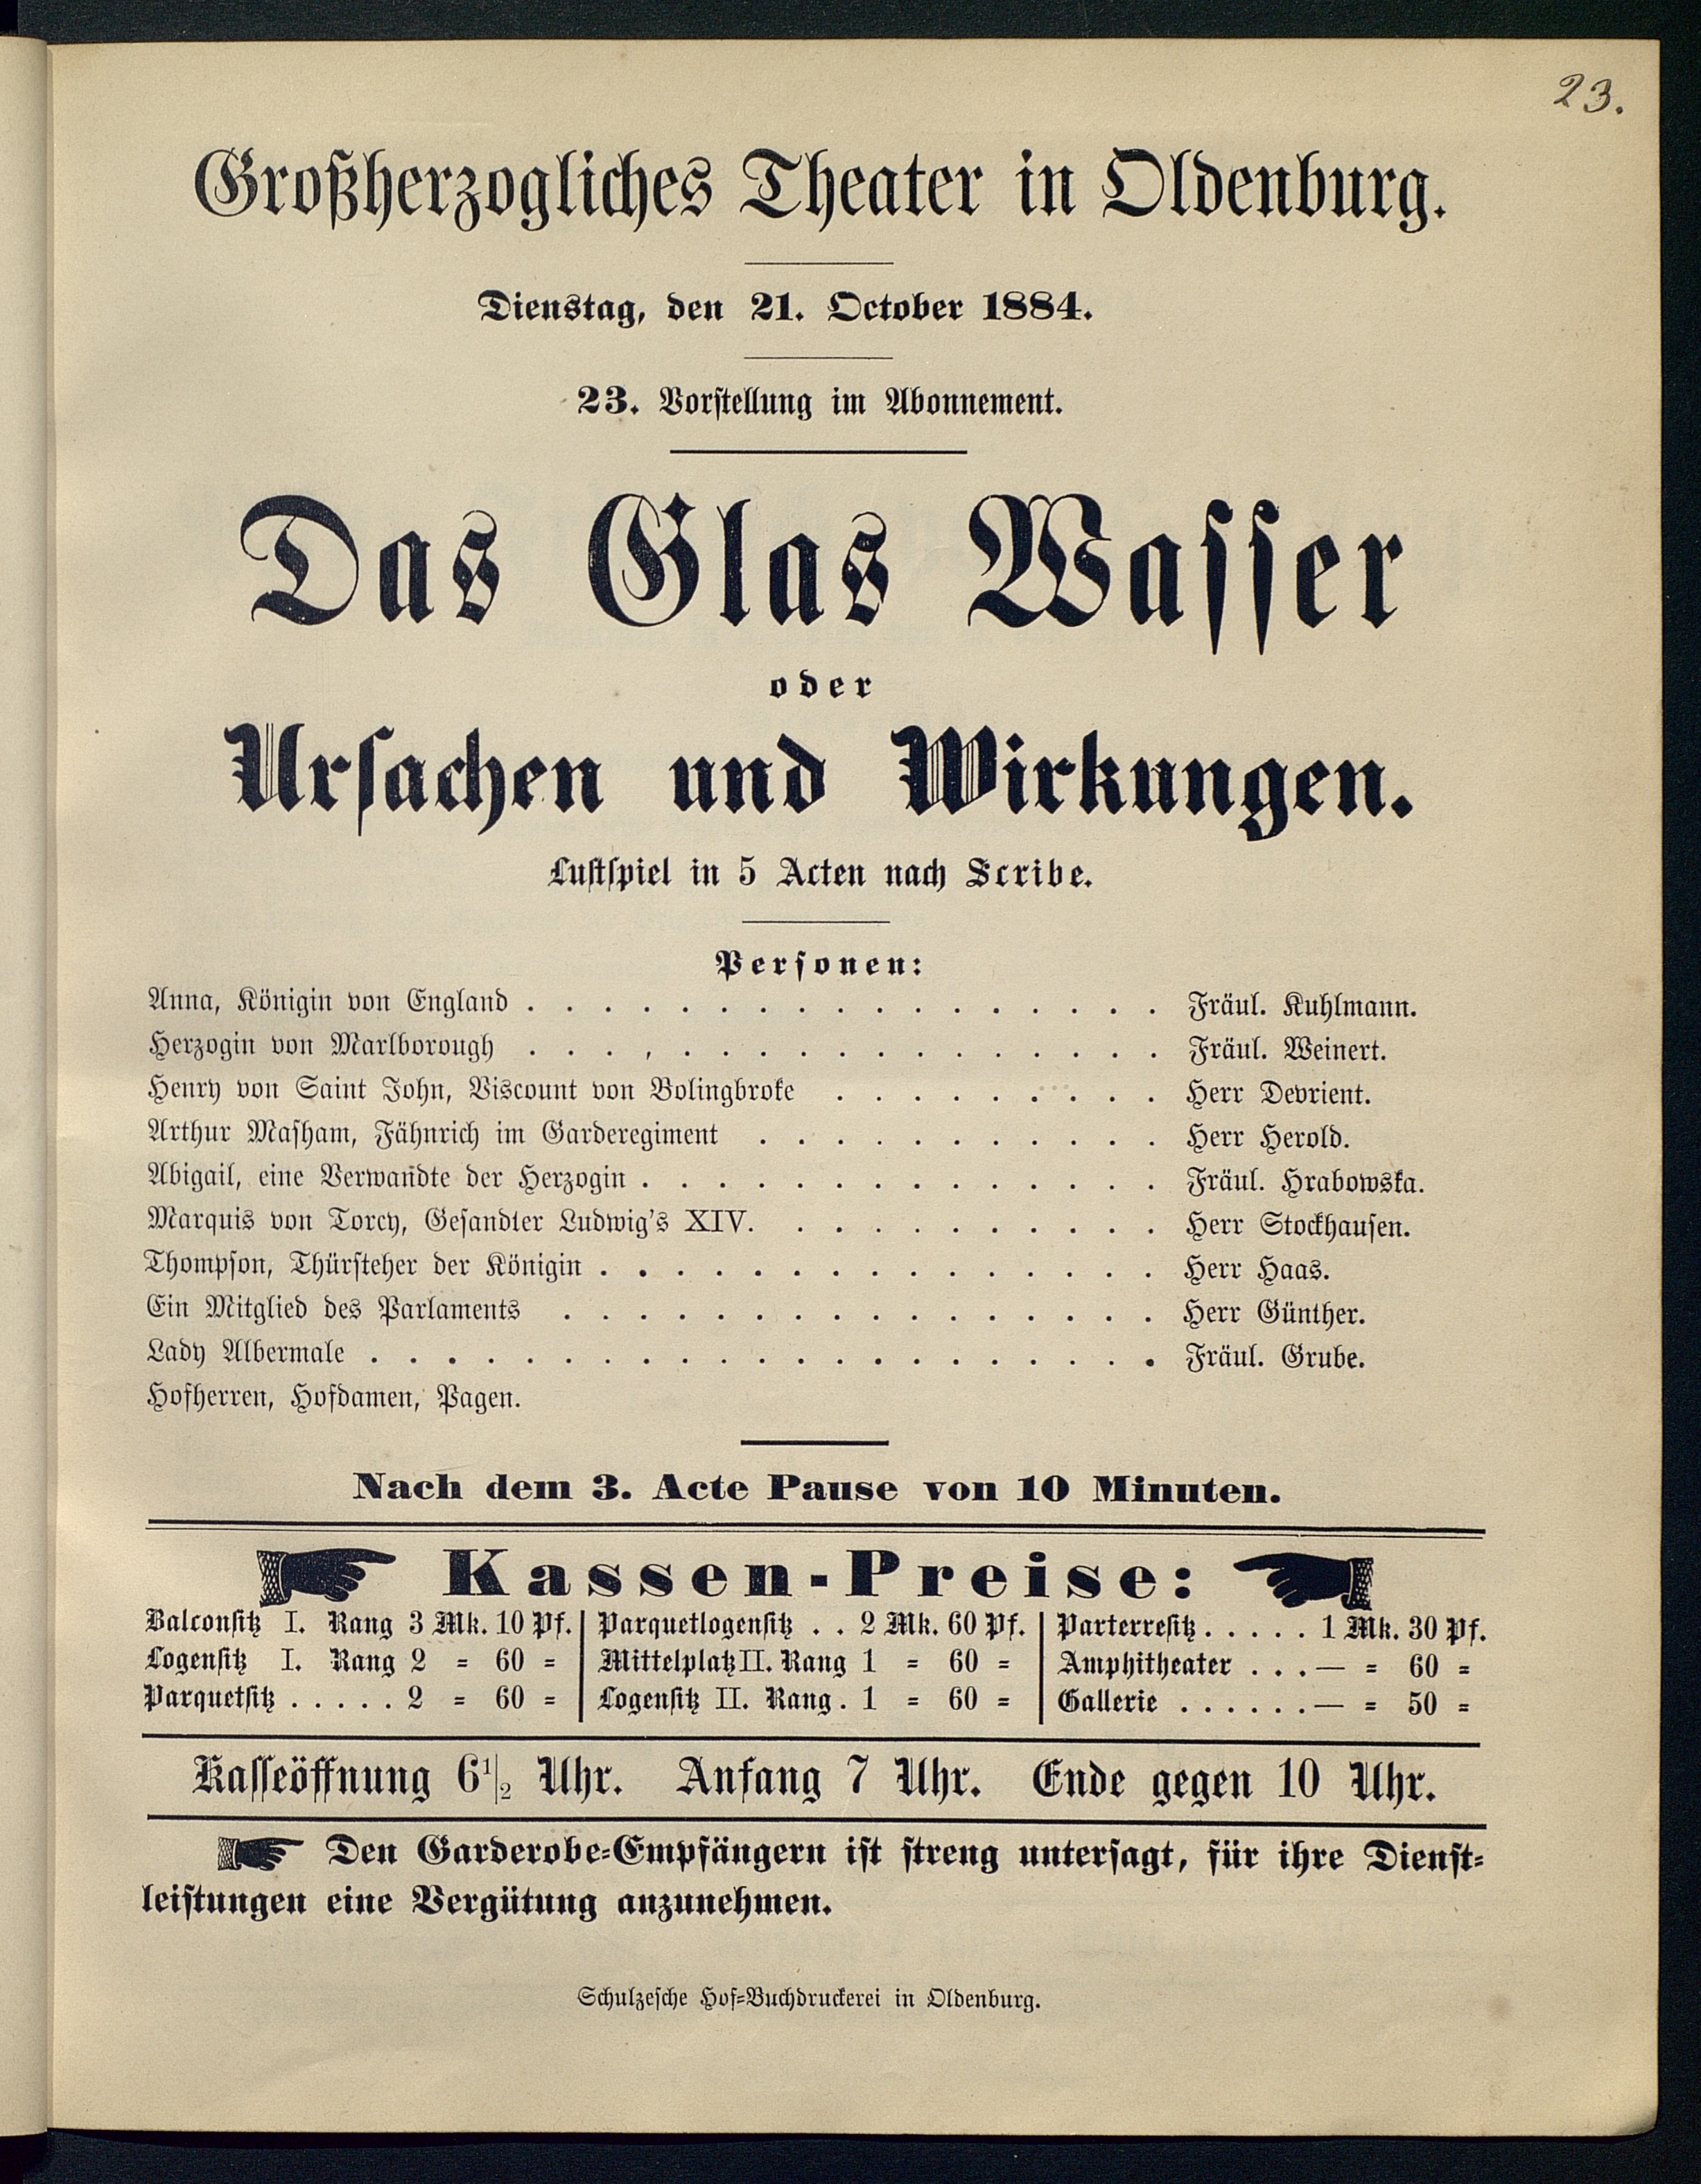 23.
Großherzogliches Theater in Oldenburg.
Dienstag, den 21. October 1884.
23. Vorstellung im Abonnement.
Das Glas Wasser
oder
Ursachen und Wirkungen.
Lustspiel in 5 Acten nach Scribe.
Personen:
Anna, Königin von England . . . . . . . . . . . . . . . . . Fräul. Kuhlmann.
Herzogin von Marlborough . . . , . . . . . . . . . . . . . Fräul. Weinert.
Henry von Saint John, Viscount von Bolingbroke . . . . . . . . . Herr Devrient.
Arthur Masham, Fähnrich im Garderegiment . . . . . . . . . . . Herr Herold.
Abigail, eine Verwandte der Herzogin . . . . . . . . . . . . . . Fräul. Hrabowska.
Marquis von Torcy, Gesandter Ludwig's XIV. . . . . . . . . . . Herr Stockhausen.
Thompson, Thürsteher der Königin . . . . . . . . . . . . . . . Herr Haas.
Ein Mitglied des Parlaments . . . . . . . . . . . . . . . . Herr Günther.
Lady Albermale . . . . . . . . . . . . . . . . . . . . . Fräul. Grube.
Hofherren, Hofdamen, Pagen.
Nach dem 3. Acte Pause von 10 Minuten.
Kassen-Preise:
Balconsitz I. Rang 3 Mk. 10 Pf. | Parquetlogensitz . . 2 Mk. 60 Pf. | Parterresitz . . . . . 1 Mk. 30 Pf.
Logensitz I. Rang 2 = 60 = | Mittelplatz II. Rang 1 = 60 = | Amphitheater . . . — = 60 =
Parquetsitz . . . . . 2 = 60 = | Logensitz II. Rang . 1 = 60 = | Gallerie . . . . . . — = 50 =
Kasseöffnung 6 1/2 Uhr. Anfang 7 Uhr. Ende gegen 10 Uhr.
Den Garderobe=Empfängern ist streng untersagt, für ihre Dienst=
leistungen eine Vergütung anzunehmen.
Schulzesche Hof=Buchdruckerei in Oldenburg.